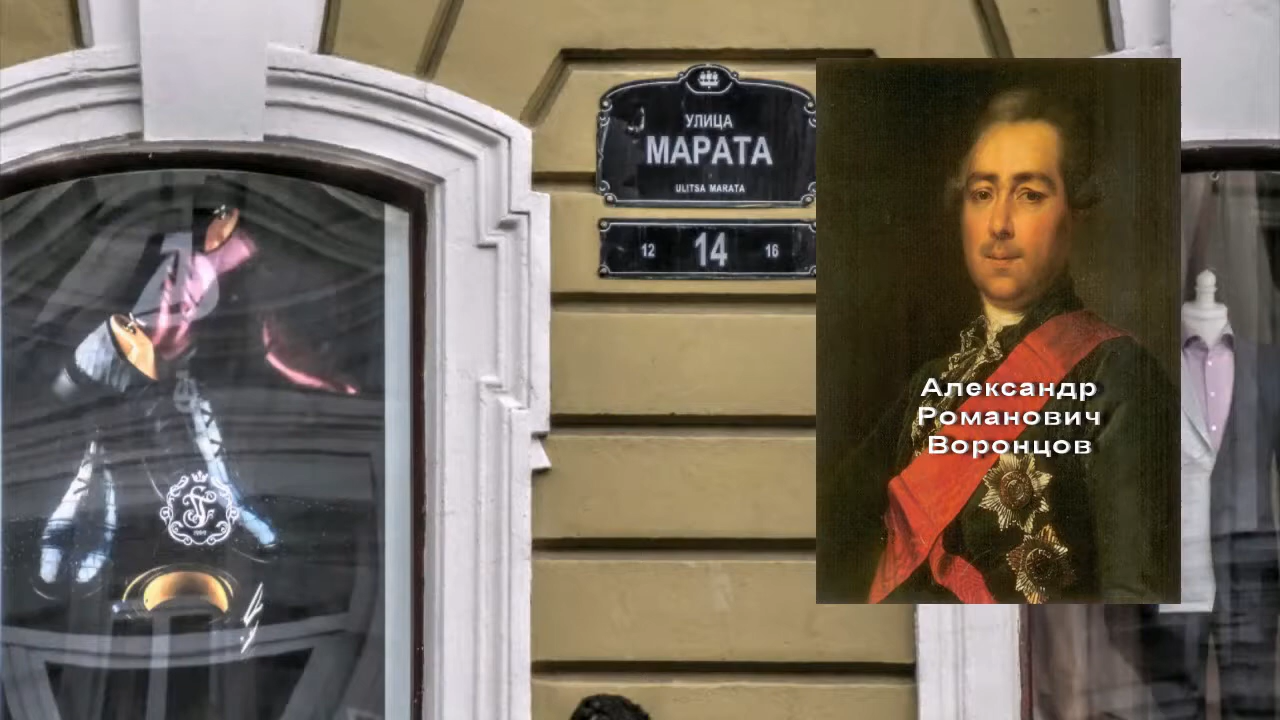 УЛИЦА
МАРАТА
ULITSA MARATA
12 14 16
Александр
Романович
Воронцов